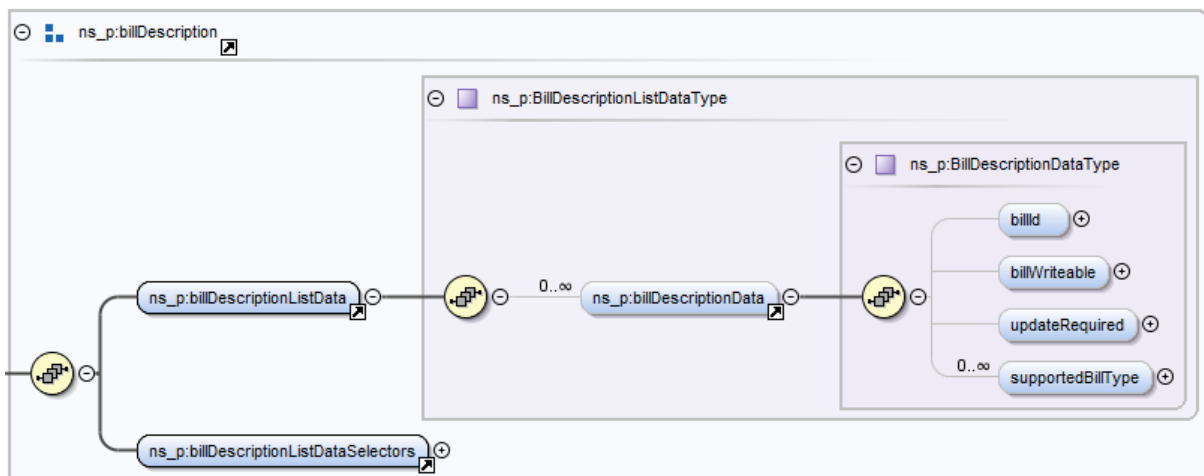 ns_p:billDescription
ns_p:BillDescriptionListDataType
ns_p:BillDescriptionDataType
billId
billWriteable
ns_p:billDescriptionListData
0..∞
ns_p:billDescriptionData
updateRequired
0..∞
supportedBillType
ns_p:billDescriptionListDataSelectors